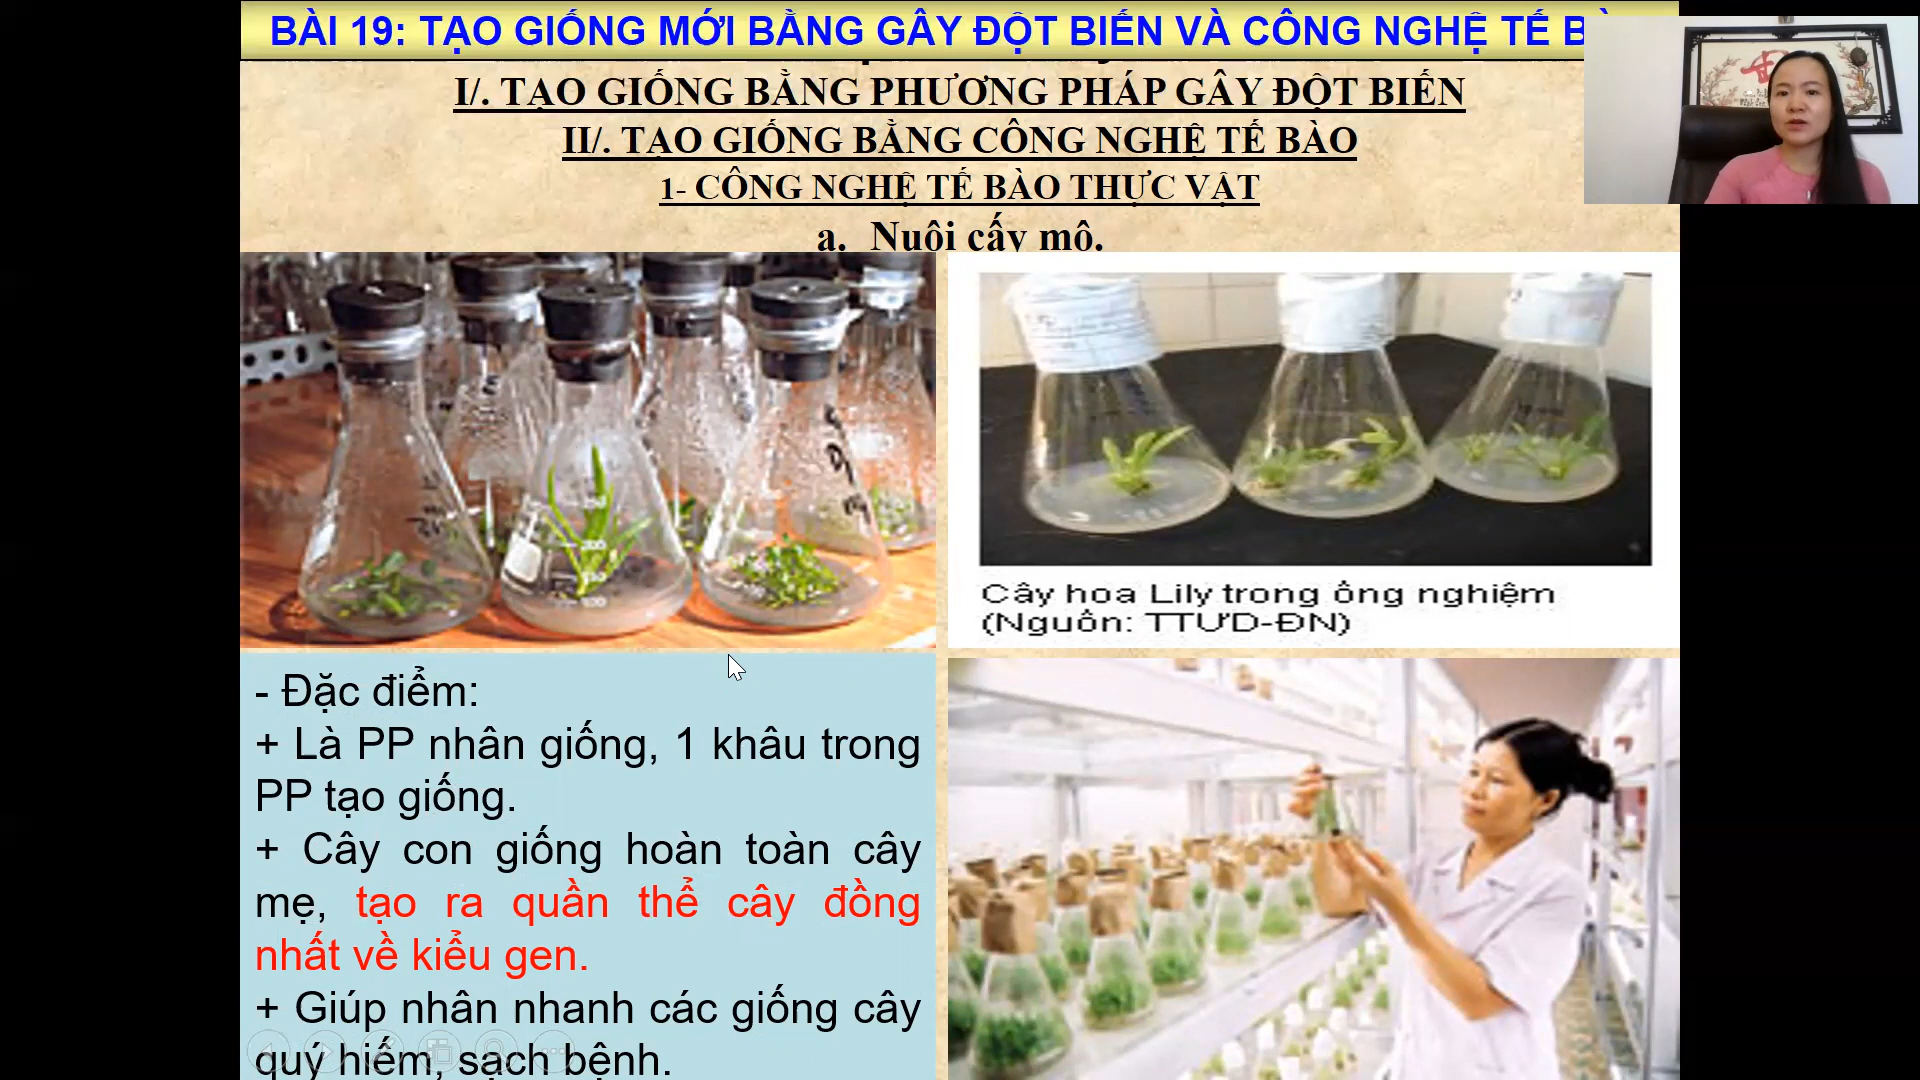 BÀI 19: TẠO GIỐNG MỚI BẰNG GÂY ĐỘT BIẾN VÀ CÔNG NGHỆ TẾ
I/. TẠO GIỐNG BẰNG PHƯƠNG PHÁP GÂY ĐỘT BIẾN
II/. TẠO GIỐNG BẰNG CÔNG NGHỆ TẾ BÀO
1- CÔNG NGHỆ TẾ BÀO THỰC VẬT
a. Nuôi cấy mô.
Cây hoa Lily trong ông nghiệm
(Nguôn: TTƯD-ĐN)
- Đặc điểm:
+ Là PP nhân giống, 1 khâu trong
PP tạo giống.
+ Cây con giống hoàn toàn cây
mẹ, tạo ra quần thể cây đồng
nhất về kiểu gen.
+ Giúp nhân nhanh các giống cây
quý hiếm, sạch bệnh.